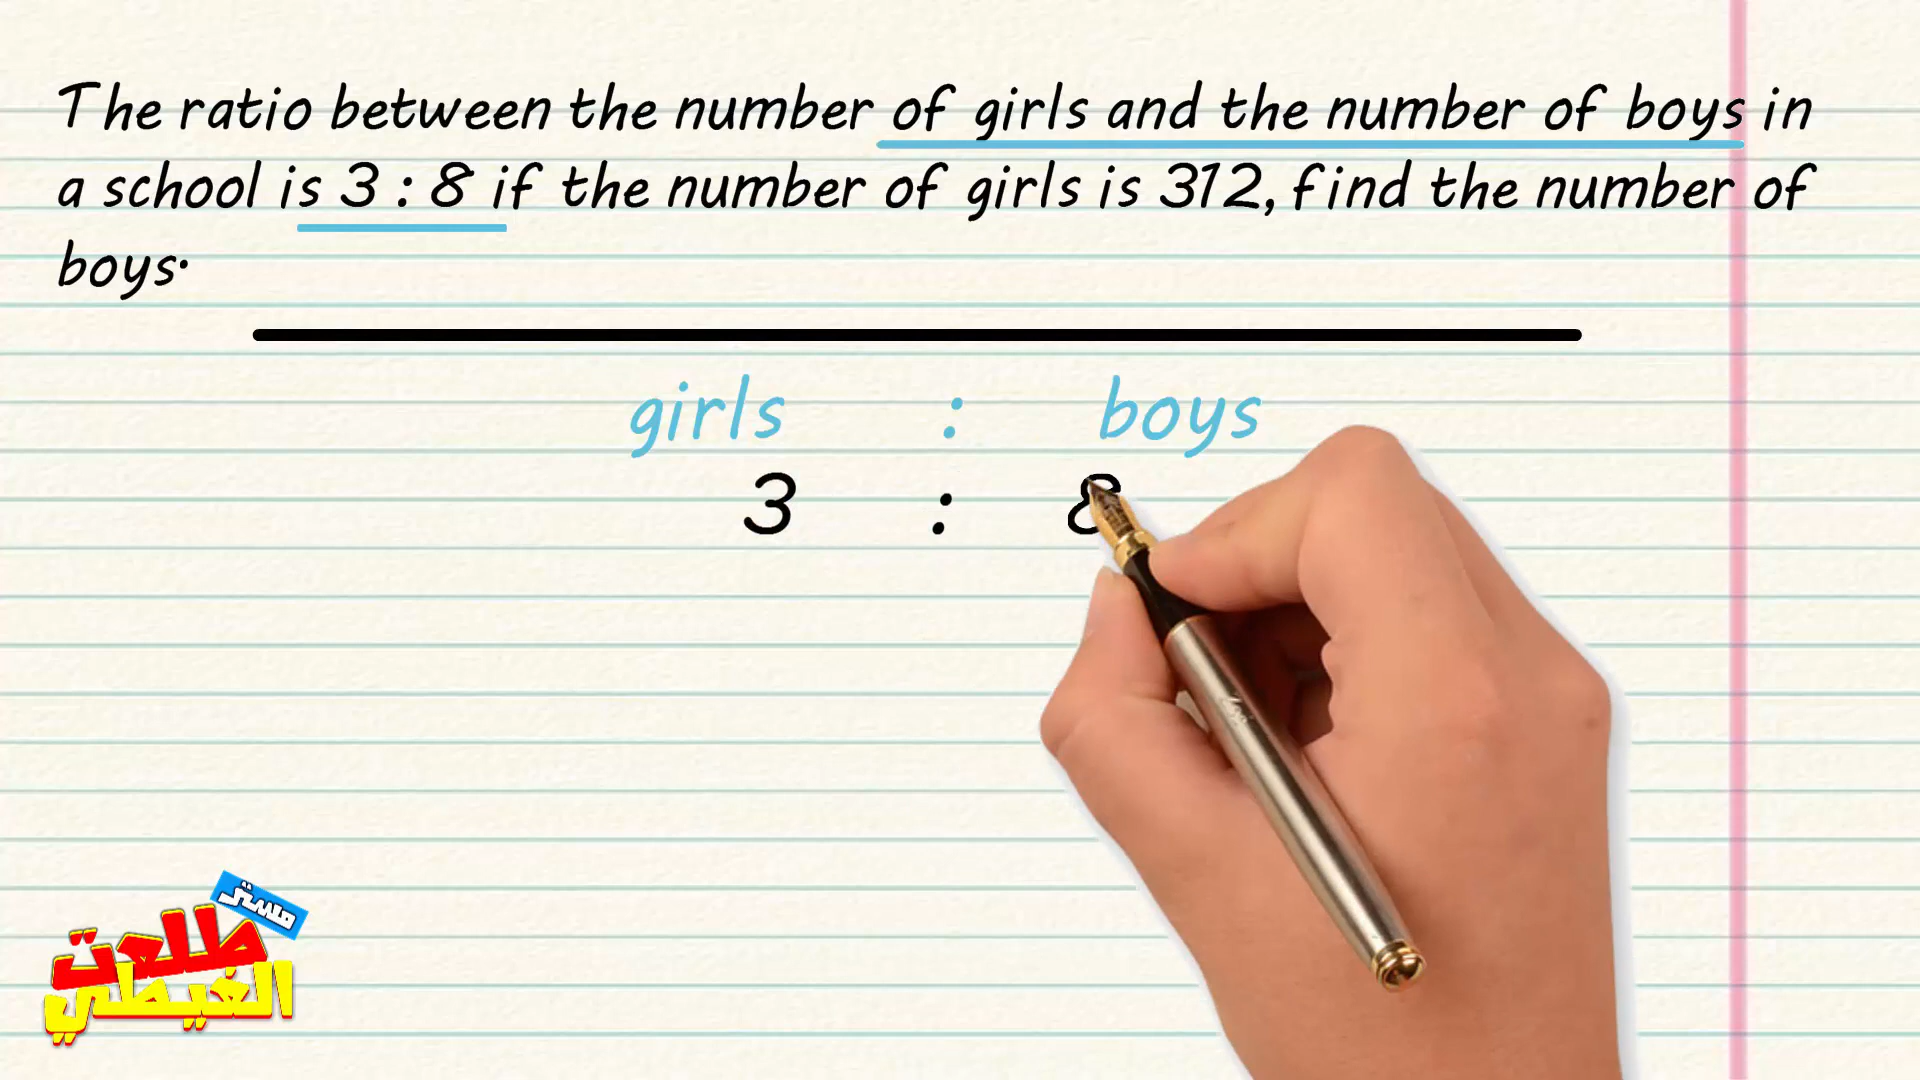 The ratio between the number of girls and the number of boys in
a school is 3 : 8 if the number of girls is 312, find the number of
boys.
girls : boys
3 : 8
مستر
طلعت
الغيطي